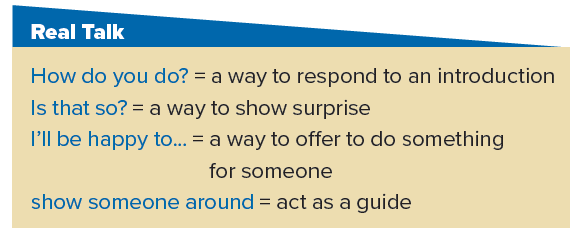 Real Talk
How do you do? = a way to respond to an introduction
Is that so? = a way to show surprise
I'll be happy to... = a way to offer to do something
for someone
show someone around = act as a guide